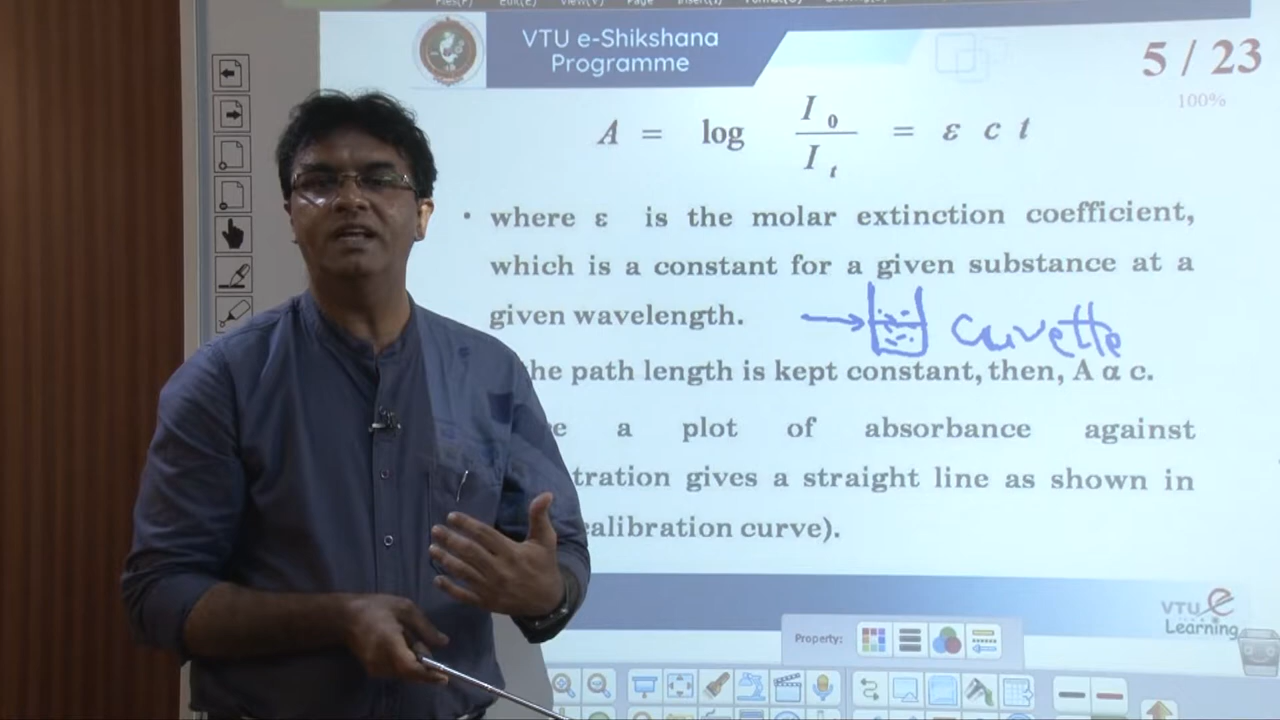 VTU e-Shikshana
Programme
5 / 23
100%
A = log I₀ / Iₜ = ε c t
• where ε is the molar extinction coefficient,
which is a constant for a given substance at a
given wavelength.
cuvette
the path length is kept constant, then, A α c.
a plot of absorbance against
tration gives a straight line as shown in
calibration curve).
VTU
Learning
Property: